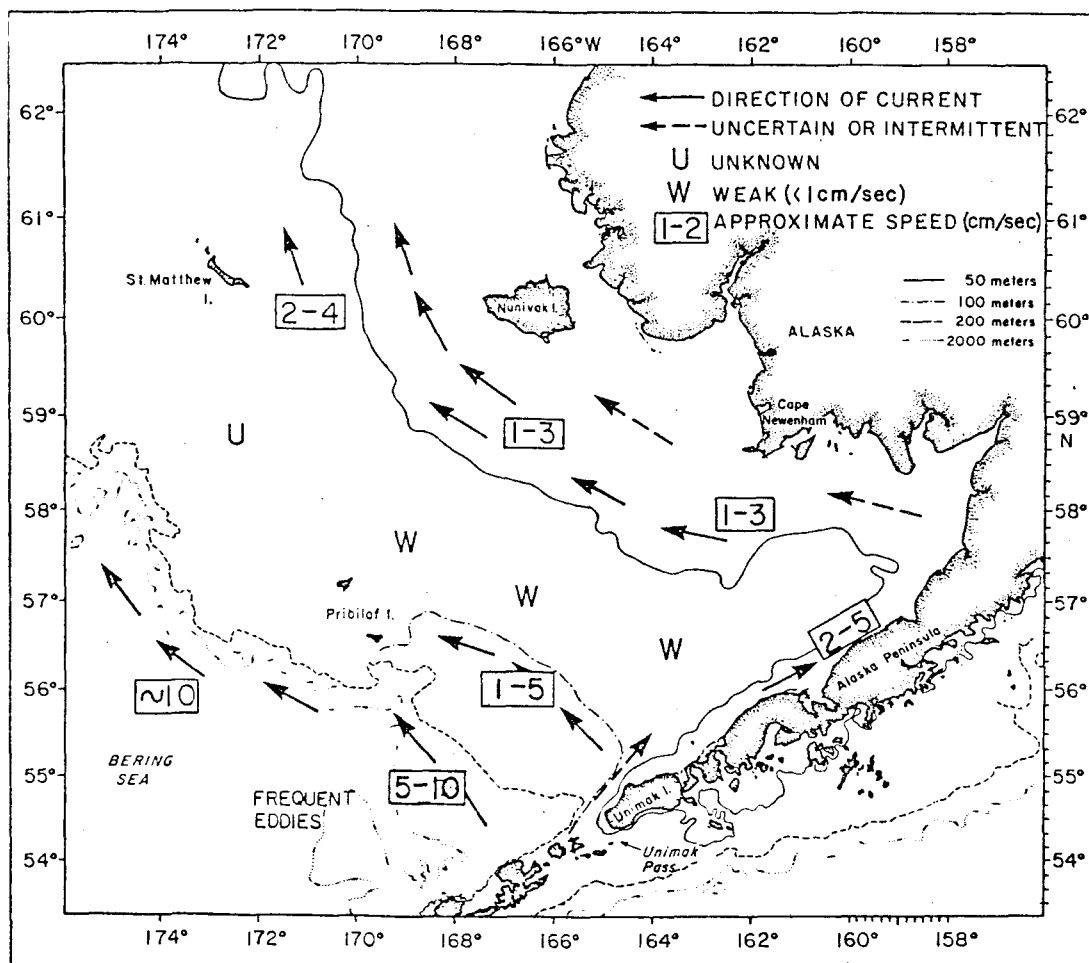 174° 172° 170° 168° 166°W 164° 162° 160° 158°
62° 62°
DIRECTION OF CURRENT
UNCERTAIN OR INTERMITTENT
U UNKNOWN
W WEAK (<1cm/sec)
1-2 APPROXIMATE SPEED (cm/sec)
61° 61°
50 meters
100 meters
200 meters
2000 meters
St. Matthew
I.
2-4
Nunivak I.
60° 60°
ALASKA
59° 59°
Cape
Newenham
N
U
1-3
58° 58°
1-3
W
57° 57°
W
Pribilof I.
W
2-5
Alaska Peninsula
56° 56°
~10
1-5
BERING
SEA
55° 55°
5-10
FREQUENT
EDDIES
Unimak I.
54° 54°
Unimak
Pass
174° 172° 170° 168° 166° 164° 162° 160° 158°